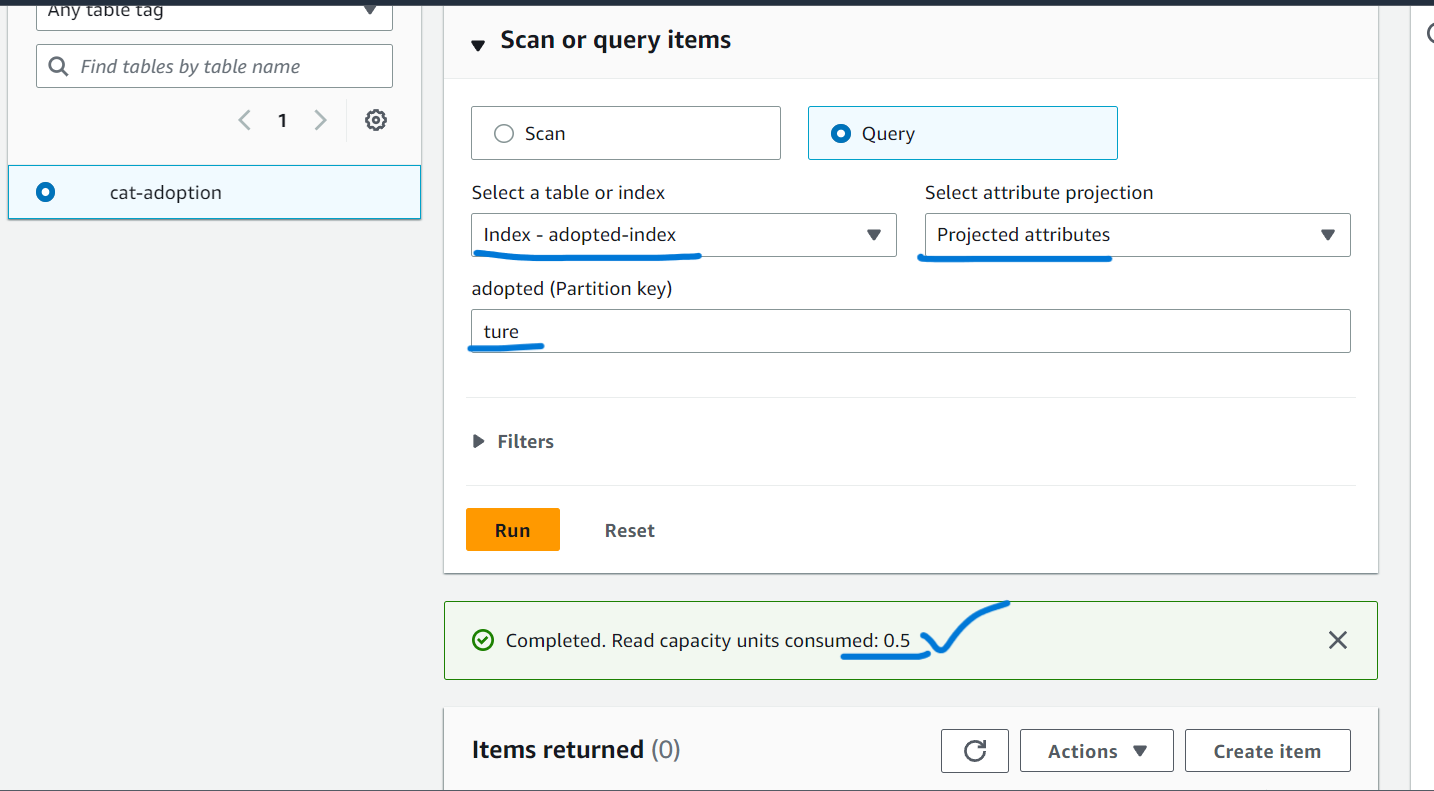 Any table tag
Scan or query items
Find tables by table name
1
Scan
Query
cat-adoption
Select a table or index
Select attribute projection
Index - adopted-index
Projected attributes
adopted (Partition key)
ture
Filters
Run
Reset
Completed. Read capacity units consumed: 0.5
Items returned (0)
Actions
Create item